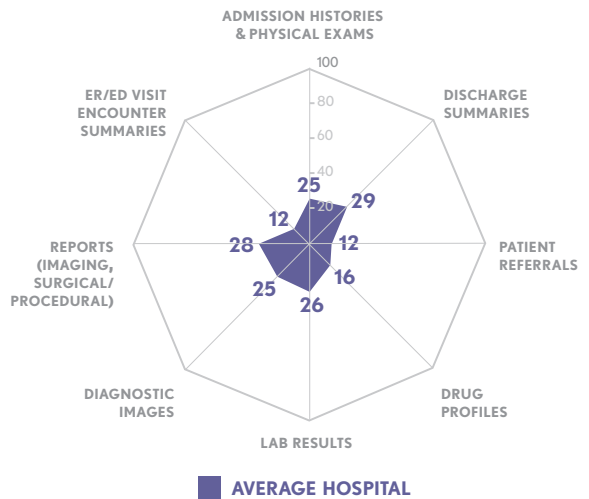 ADMISSION HISTORIES
& PHYSICAL EXAMS
100
ER/ED VISIT
ENCOUNTER
SUMMARIES
DISCHARGE
SUMMARIES
80
60
40
25
20
29
12
12
28
REPORTS
(IMAGING,
SURGICAL/
PROCEDURAL)
PATIENT
REFERRALS
25
16
26
DIAGNOSTIC
IMAGES
DRUG
PROFILES
LAB RESULTS
AVERAGE HOSPITAL